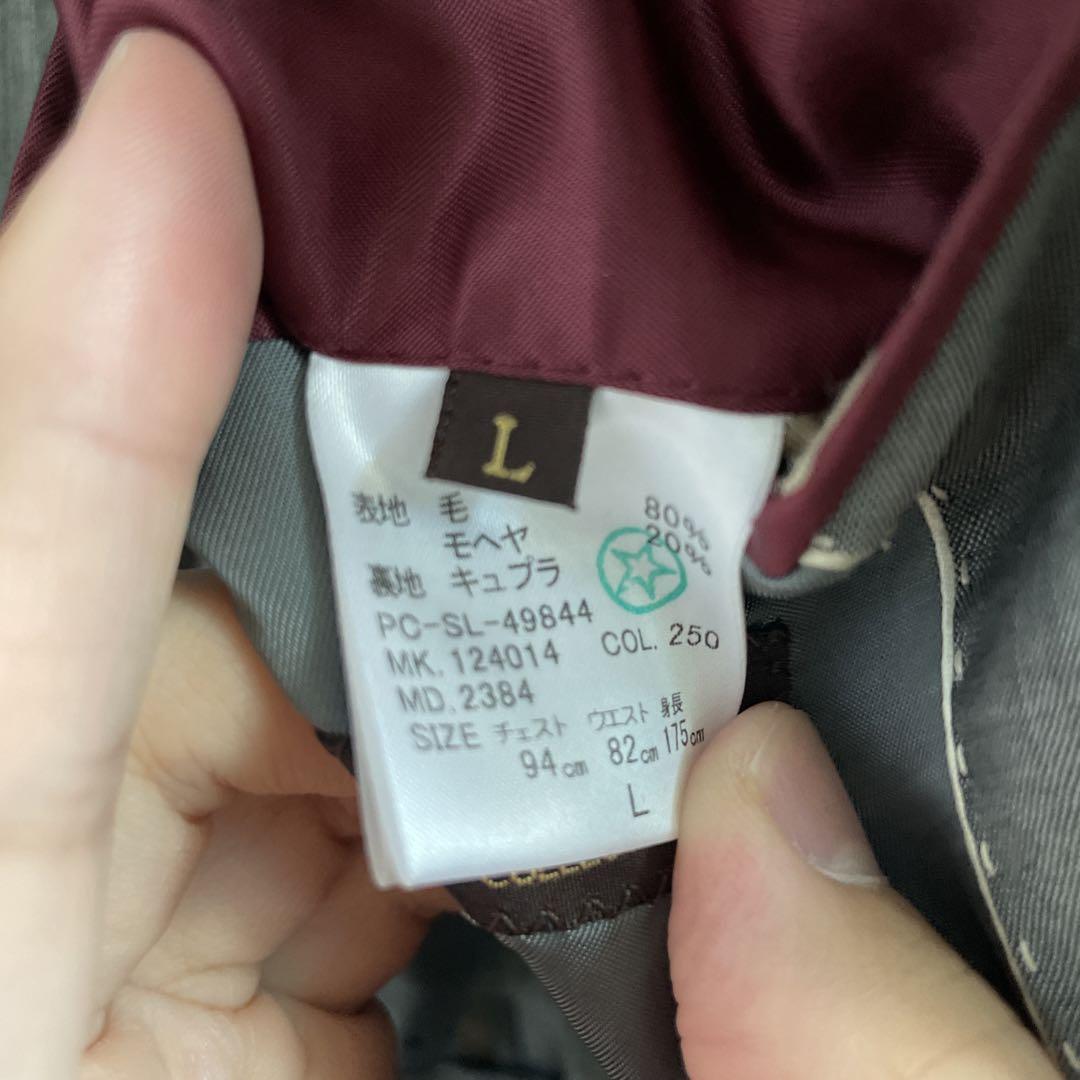 L
表地 毛 80%
モヘヤ 20%
裏地 キュプラ
PC-SL-49844
MK. 124014 COL. 250
MD. 2384
SIZE チェスト ウエスト 身長
94cm 82cm 175cm
L